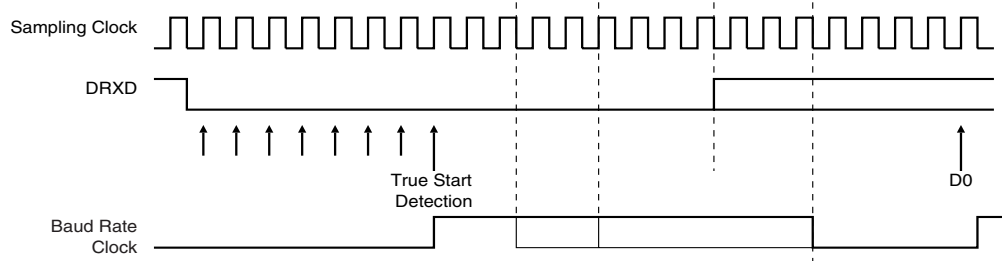 Sampling Clock
DRXD
True Start
Detection
D0
Baud Rate
Clock